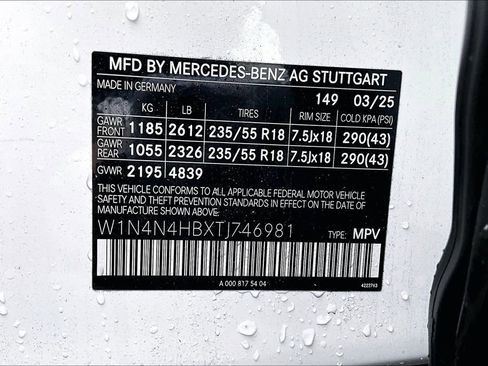 MFD BY MERCEDES-BENZ AG STUTTGART
MADE IN GERMANY 149 03/25
KG LB TIRES RIM SIZE COLD KPA(PSI)
GAWR FRONT 1185 2612 235/55 R18 7.5Jx18 290(43)
GAWR REAR 1055 2326 235/55 R18 7.5Jx18 290(43)
GVWR 2195 4839
THIS VEHICLE CONFORMS TO ALL APPLICABLE FEDERAL MOTOR VEHICLE
SAFETY AND THEFT PREVENTION STANDARDS IN EFFECT ON THE DATE
OF MANUFACTURE SHOWN ABOVE.
W1N4N4HBXTJ746981 TYPE: MPV
A 000 817 54 04 4222763